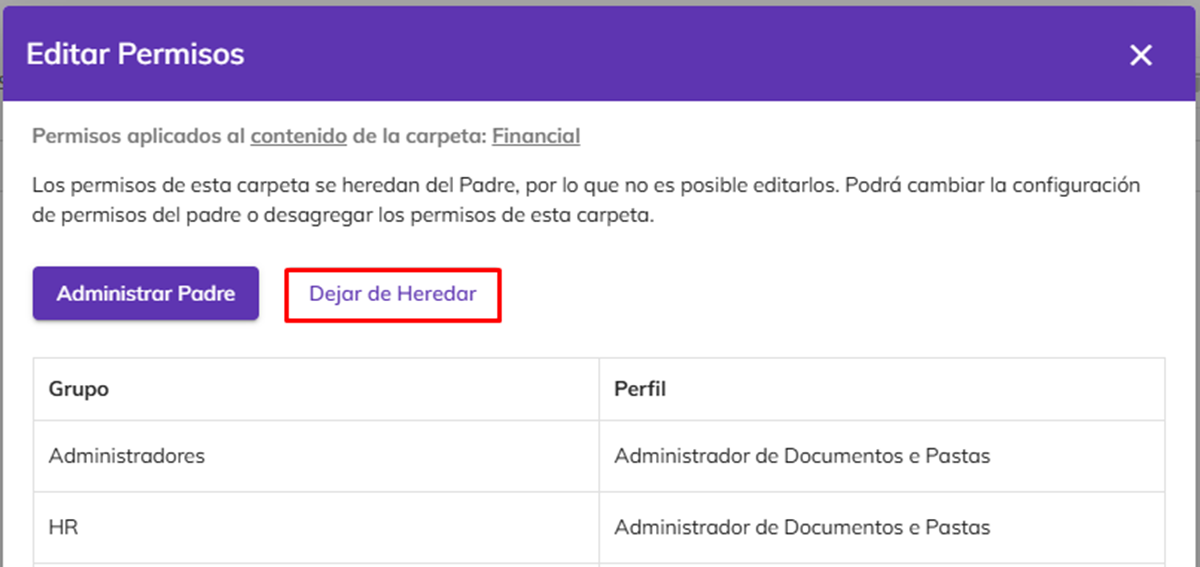 Editar Permisos
Permisos aplicados al contenido de la carpeta: Financial
Los permisos de esta carpeta se heredan del Padre, por lo que no es posible editarlos. Podrá cambiar la configuración
de permisos del padre o desagregar los permisos de esta carpeta.
Administrar Padre Dejar de Heredar
Grupo Perfil
Administradores Administrador de Documentos e Pastas
HR Administrador de Documentos e Pastas